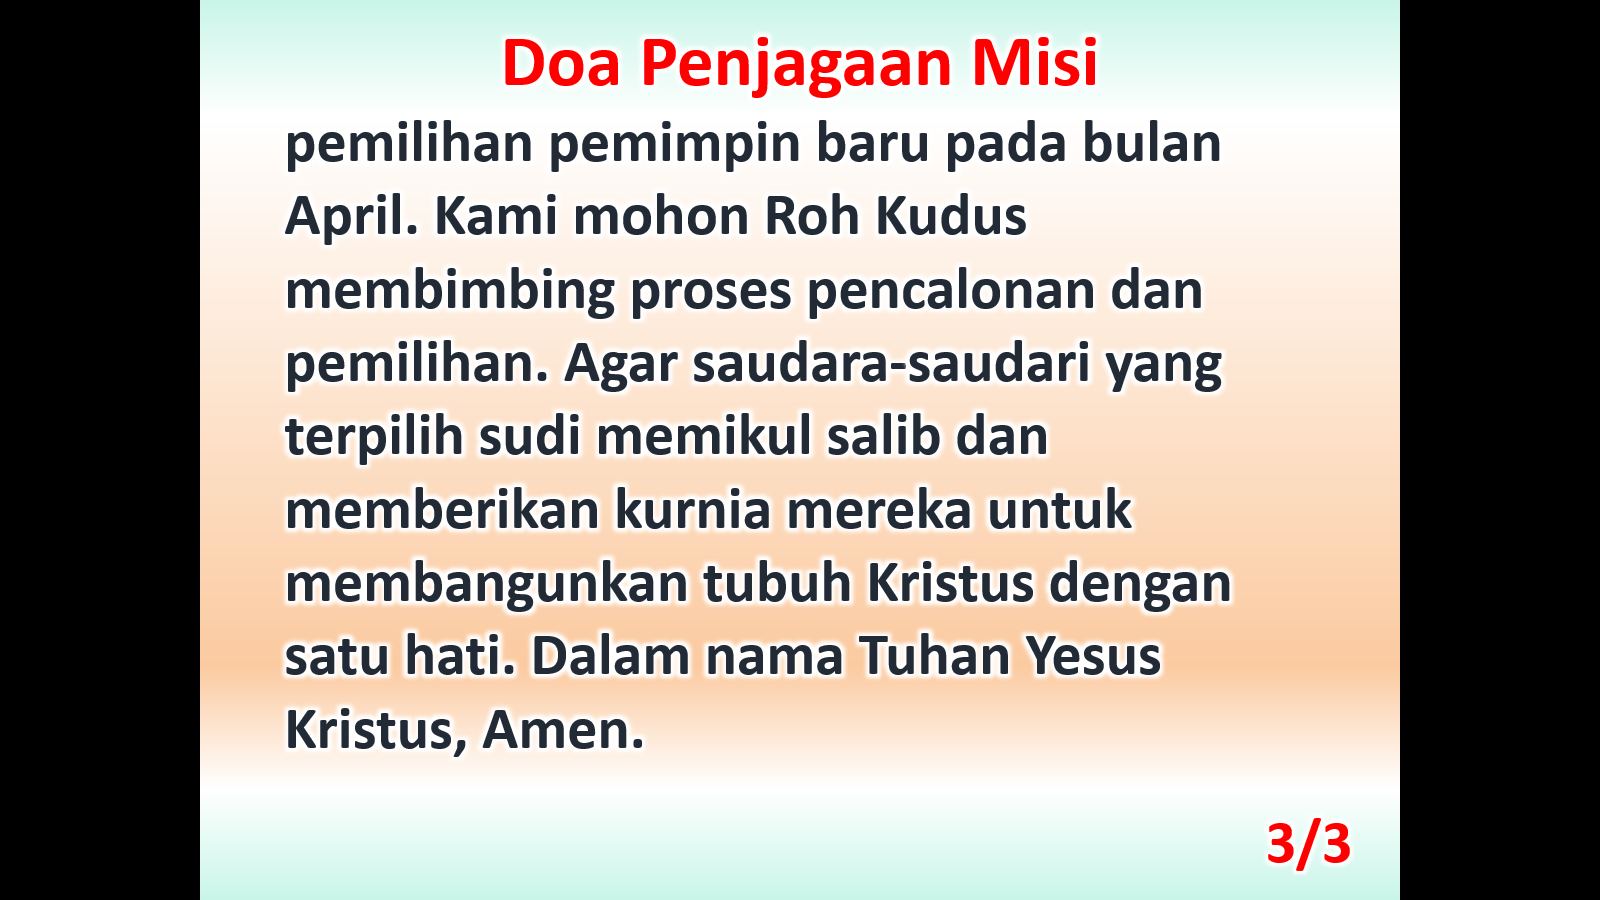 Doa Penjagaan Misi
pemilihan pemimpin baru pada bulan
April. Kami mohon Roh Kudus
membimbing proses pencalonan dan
pemilihan. Agar saudara-saudari yang
terpilih sudi memikul salib dan
memberikan kurnia mereka untuk
membangunkan tubuh Kristus dengan
satu hati. Dalam nama Tuhan Yesus
Kristus, Amen.
3/3